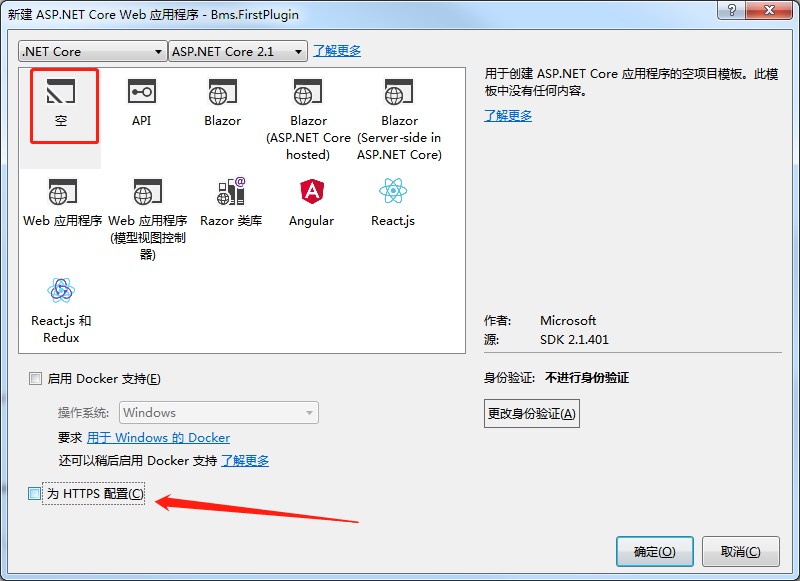 新建 ASP.NET Core Web 应用程序 - Bms.FirstPlugin
.NET Core
ASP.NET Core 2.1
了解更多
空
API
Blazor
Blazor
(ASP.NET Core
hosted)
Blazor
(Server-side in
ASP.NET Core)
Web 应用程序
Web 应用程序
(模型视图控制
器)
Razor 类库
Angular
React.js
React.js 和
Redux
用于创建 ASP.NET Core 应用程序的空项目模板。此模
板中没有任何内容。
了解更多
作者: Microsoft
源: SDK 2.1.401
身份验证: 不进行身份验证
更改身份验证(A)
启用 Docker 支持(E)
操作系统: Windows
要求 用于 Windows 的 Docker
还可以稍后启用 Docker 支持 了解更多
为 HTTPS 配置(C)
确定(O)
取消(C)